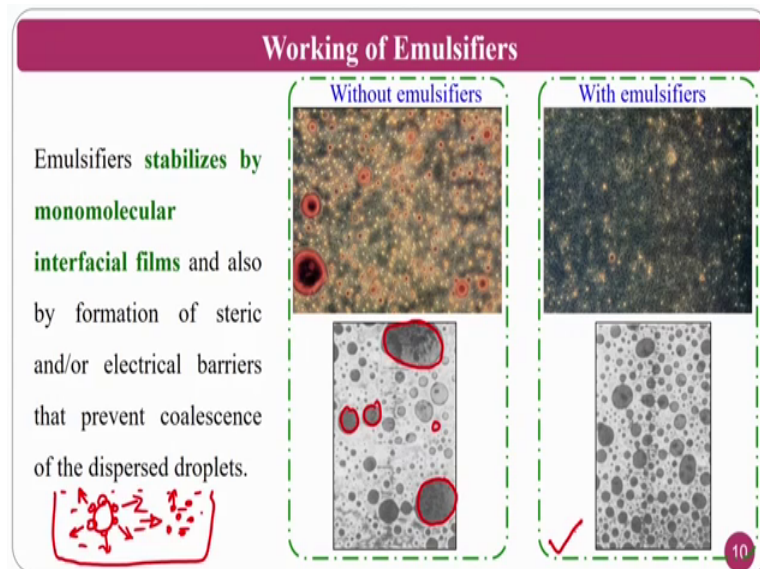 Working of Emulsifiers
Without emulsifiers
With emulsifiers
Emulsifiers stabilizes by
monomolecular
interfacial films and also
by formation of steric
and/or electrical barriers
that prevent coalescence
of the dispersed droplets.
10